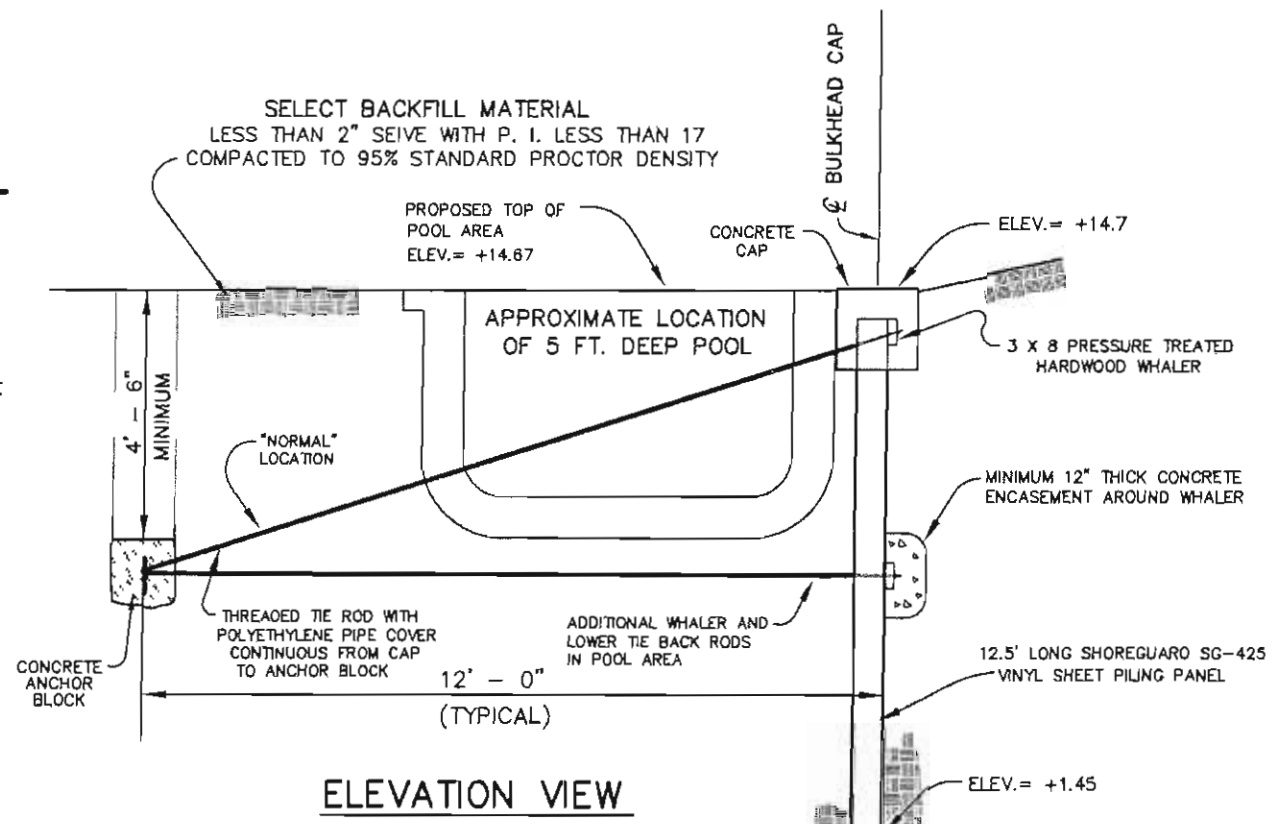 SELECT BACKFILL MATERIAL
LESS THAN 2" SEIVE WITH P. I. LESS THAN 17
COMPACTED TO 95% STANDARD PROCTOR DENSITY
℄ BULKHEAD CAP
PROPOSED TOP OF
POOL AREA
ELEV.= +14.67
CONCRETE
CAP
ELEV.= +14.7
APPROXIMATE LOCATION
OF 5 FT. DEEP POOL
3 X 8 PRESSURE TREATED
HARDWOOD WHALER
4' - 6"
MINIMUM
"NORMAL"
LOCATION
MINIMUM 12" THICK CONCRETE
ENCASEMENT AROUND WHALER
THREADED TIE ROD WITH
POLYETHYLENE PIPE COVER
CONTINUOUS FROM CAP
TO ANCHOR BLOCK
ADDITIONAL WHALER AND
LOWER TIE BACK RODS
IN POOL AREA
CONCRETE
ANCHOR
BLOCK
12' - 0"
(TYPICAL)
12.5' LONG SHOREGUARD SG-425
VINYL SHEET PILING PANEL
ELEVATION VIEW
ELEV.= +1.45